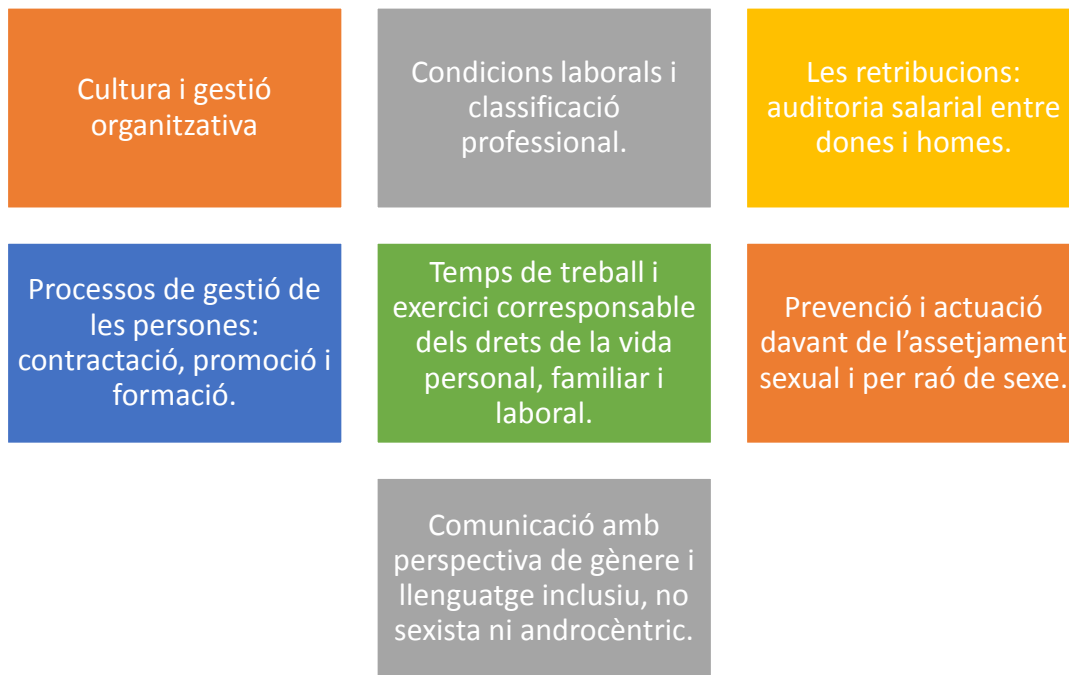 Cultura i gestió
organitzativa
Condicions laborals i
classificació
professional.
Les retribucions:
auditoria salarial entre
dones i homes.
Processos de gestió de
les persones:
contractació, promoció i
formació.
Temps de treball i
exercici corresponsable
dels drets de la vida
personal, familiar i
laboral.
Prevenció i actuació
davant de l’assetjament
sexual i per raó de sexe.
Comunicació amb
perspectiva de gènere i
llenguatge inclusiu, no
sexista ni androcèntric.